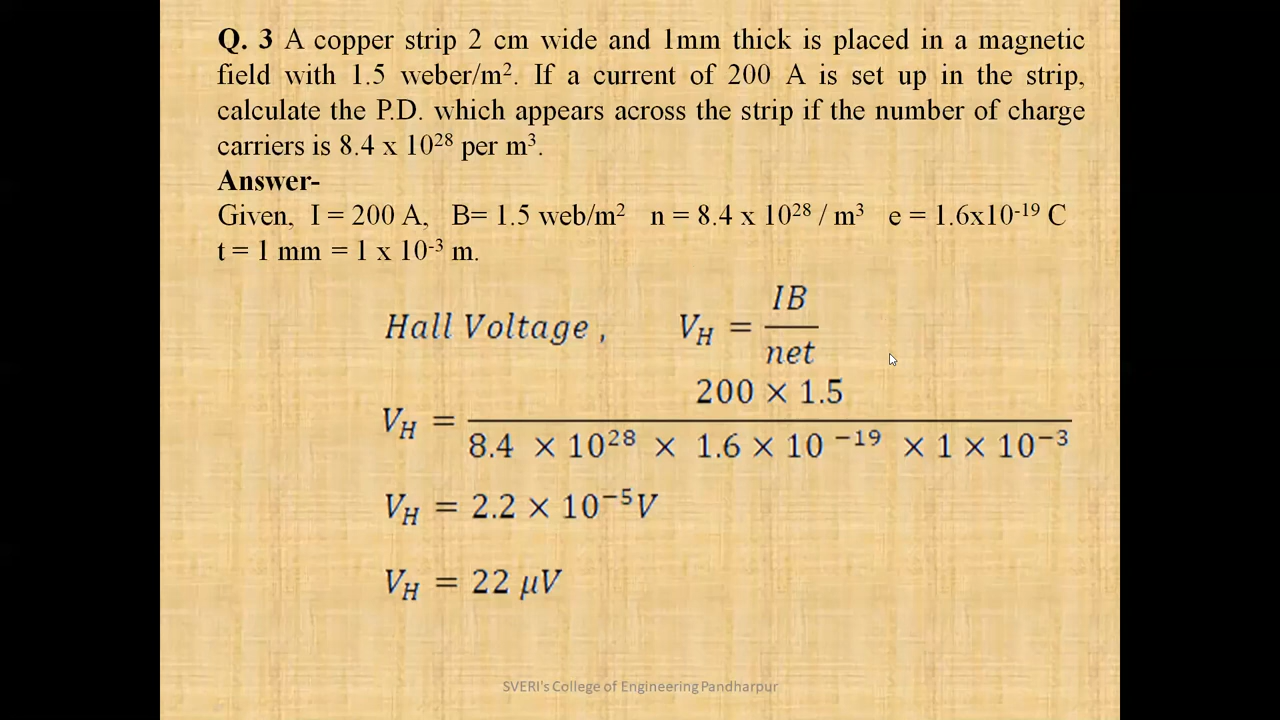 Q. 3 A copper strip 2 cm wide and 1mm thick is placed in a magnetic
field with 1.5 weber/m². If a current of 200 A is set up in the strip,
calculate the P.D. which appears across the strip if the number of charge
carriers is 8.4 x 10²⁸ per m³.
Answer-
Given, I = 200 A, B= 1.5 web/m² n = 8.4 x 10²⁸ / m³ e = 1.6x10⁻¹⁹ C
t = 1 mm = 1 x 10⁻³ m.
Hall Voltage , V_H = IB / net
V_H = 200 × 1.5 / 8.4 × 10²⁸ × 1.6 × 10⁻¹⁹ × 1 × 10⁻³
V_H = 2.2 × 10⁻⁵V
V_H = 22 μV
SVERI's College of Engineering Pandharpur